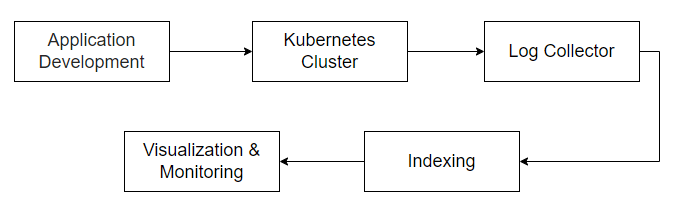 Application
Development
Kubernetes
Cluster
Log Collector
Indexing
Visualization &
Monitoring